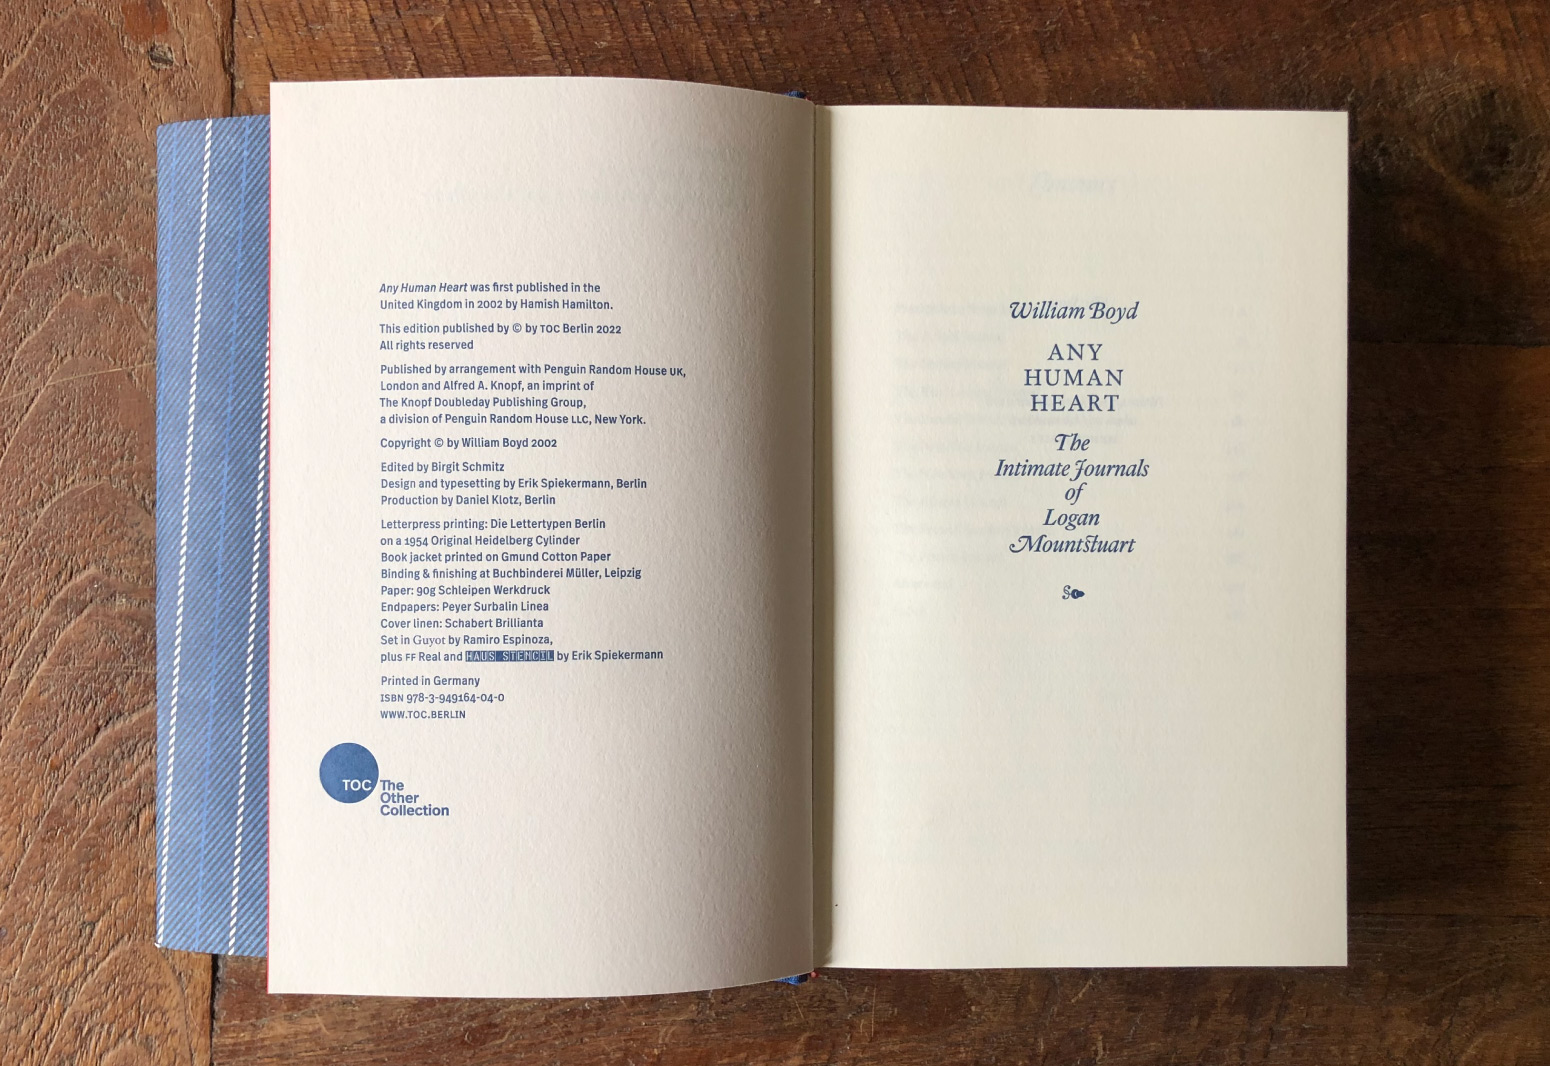 Any Human Heart was first published in the
United Kingdom in 2002 by Hamish Hamilton.
This edition published by © by TOC Berlin 2022
All rights reserved
Published by arrangement with Penguin Random House UK,
London and Alfred A. Knopf, an imprint of
The Knopf Doubleday Publishing Group,
a division of Penguin Random House LLC, New York.
Copyright © by William Boyd 2002
Edited by Birgit Schmitz
Design and typesetting by Erik Spiekermann, Berlin
Production by Daniel Klotz, Berlin
Letterpress printing: Die Lettertypen Berlin
on a 1954 Original Heidelberg Cylinder
Book jacket printed on Gmund Cotton Paper
Binding & finishing at Buchbinderei Müller, Leipzig
Paper: 90g Schleipen Werkdruck
Endpapers: Peyer Surbalin Linea
Cover linen: Schabert Brillianta
Set in Guyot by Ramiro Espinoza,
plus FF Real and HAUS STENCIL by Erik Spiekermann
Printed in Germany
ISBN 978-3-949164-04-0
WWW.TOC.BERLIN
TOC The
Other
Collection
William Boyd
ANY
HUMAN
HEART
The
Intimate Journals
of
Logan
Mountstuart